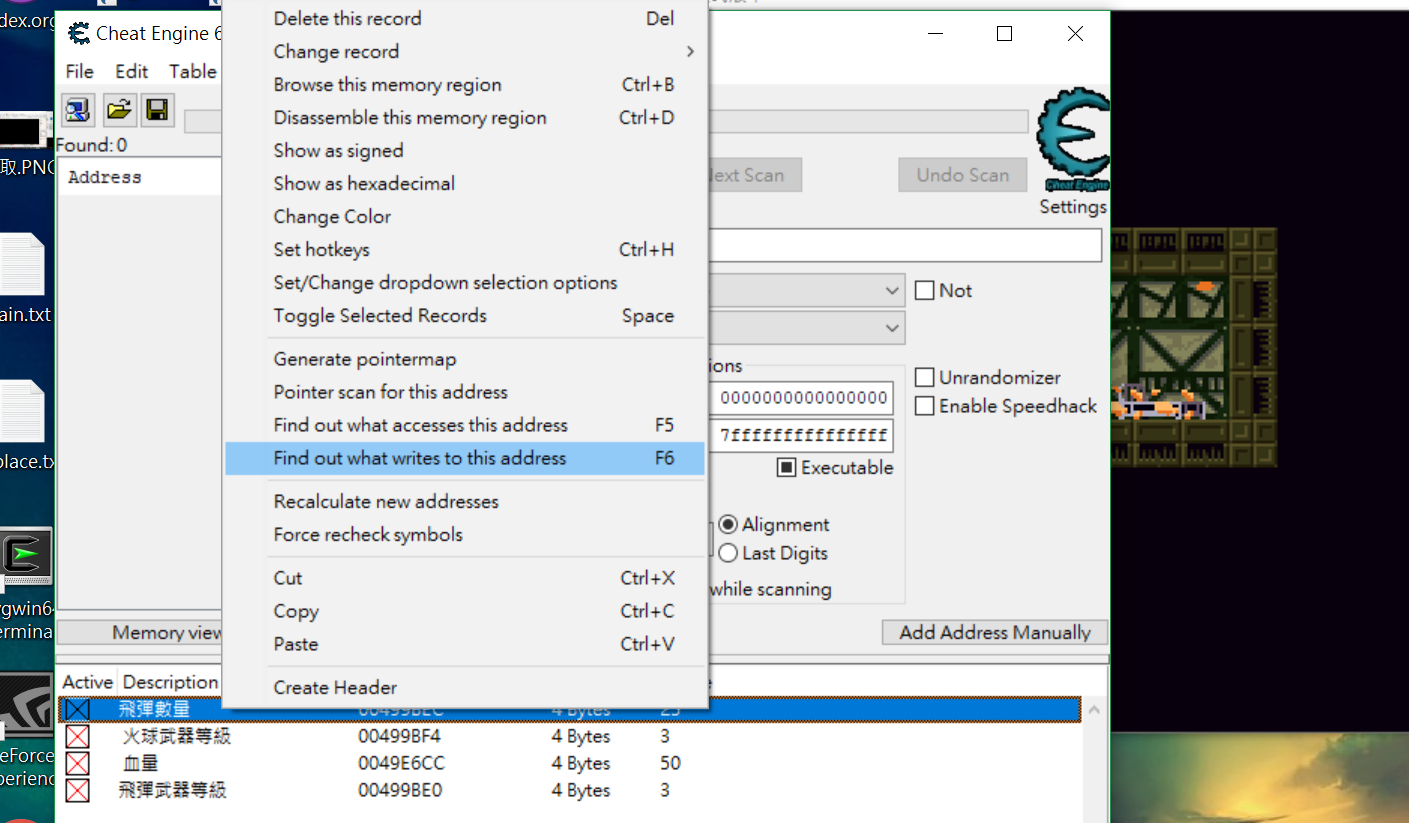 dex.org
Cheat Engine 6
File Edit Table
Found: 0
Address
取.PNG
ain.txt
place.tx
ygwin64
ermina
eForce
perienc
Memory view
Delete this record Del
Change record
Browse this memory region Ctrl+B
Disassemble this memory region Ctrl+D
Show as signed
Show as hexadecimal
Change Color
Set hotkeys Ctrl+H
Set/Change dropdown selection options
Toggle Selected Records Space
Generate pointermap
Pointer scan for this address
Find out what accesses this address F5
Find out what writes to this address F6
Recalculate new addresses
Force recheck symbols
Cut Ctrl+X
Copy Ctrl+C
Paste Ctrl+V
Create Header
Next Scan Undo Scan
Cheat Engine
Settings
Not
ions
0000000000000000
7fffffffffffffff
Unrandomizer
Enable Speedhack
Executable
Alignment
Last Digits
while scanning
Add Address Manually
Active Description
飛彈數量 00499BEC 4 Bytes 25
火球武器等級 00499BF4 4 Bytes 3
血量 0049E6CC 4 Bytes 50
飛彈武器等級 00499BE0 4 Bytes 3